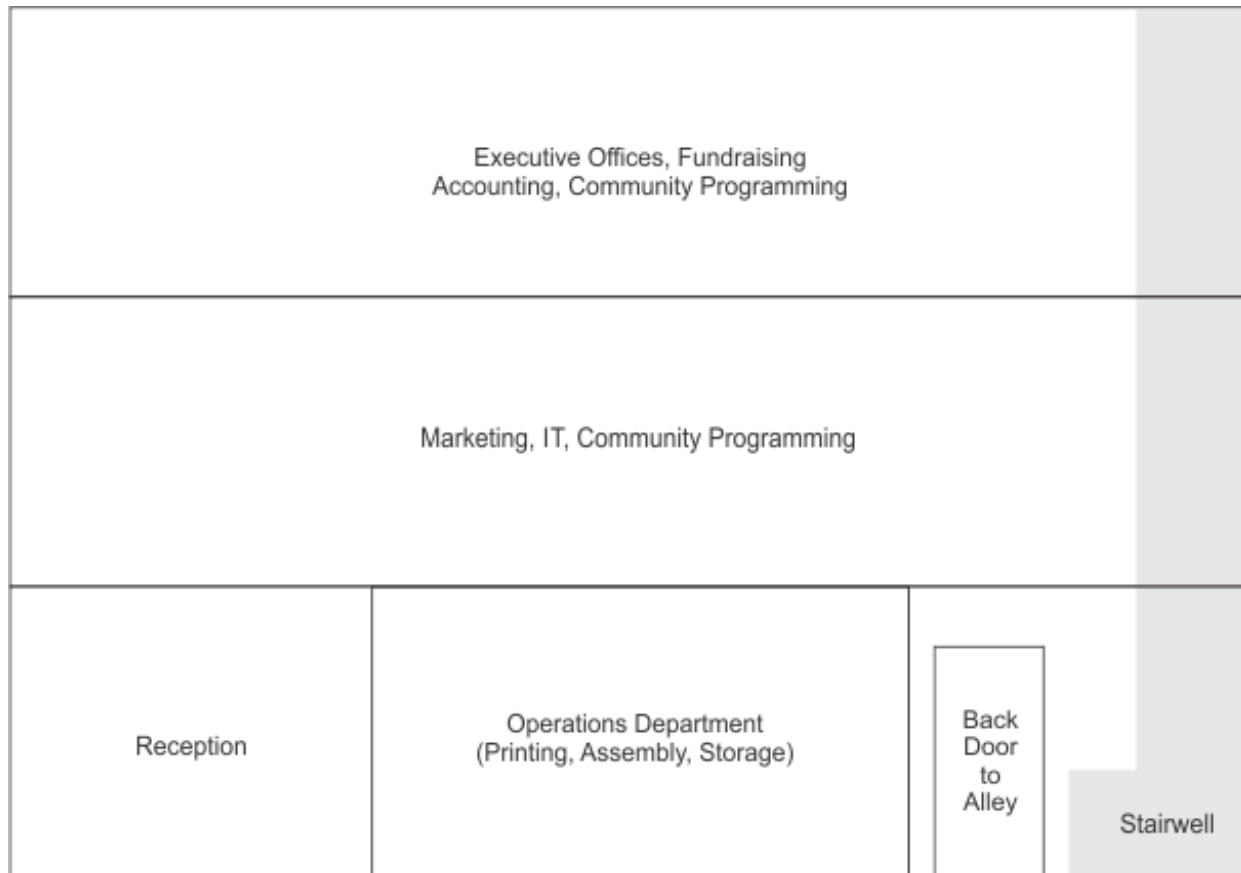 Executive Offices, Fundraising
Accounting, Community Programming
Marketing, IT, Community Programming
Reception
Operations Department
(Printing, Assembly, Storage)
Back
Door
to
Alley
Stairwell